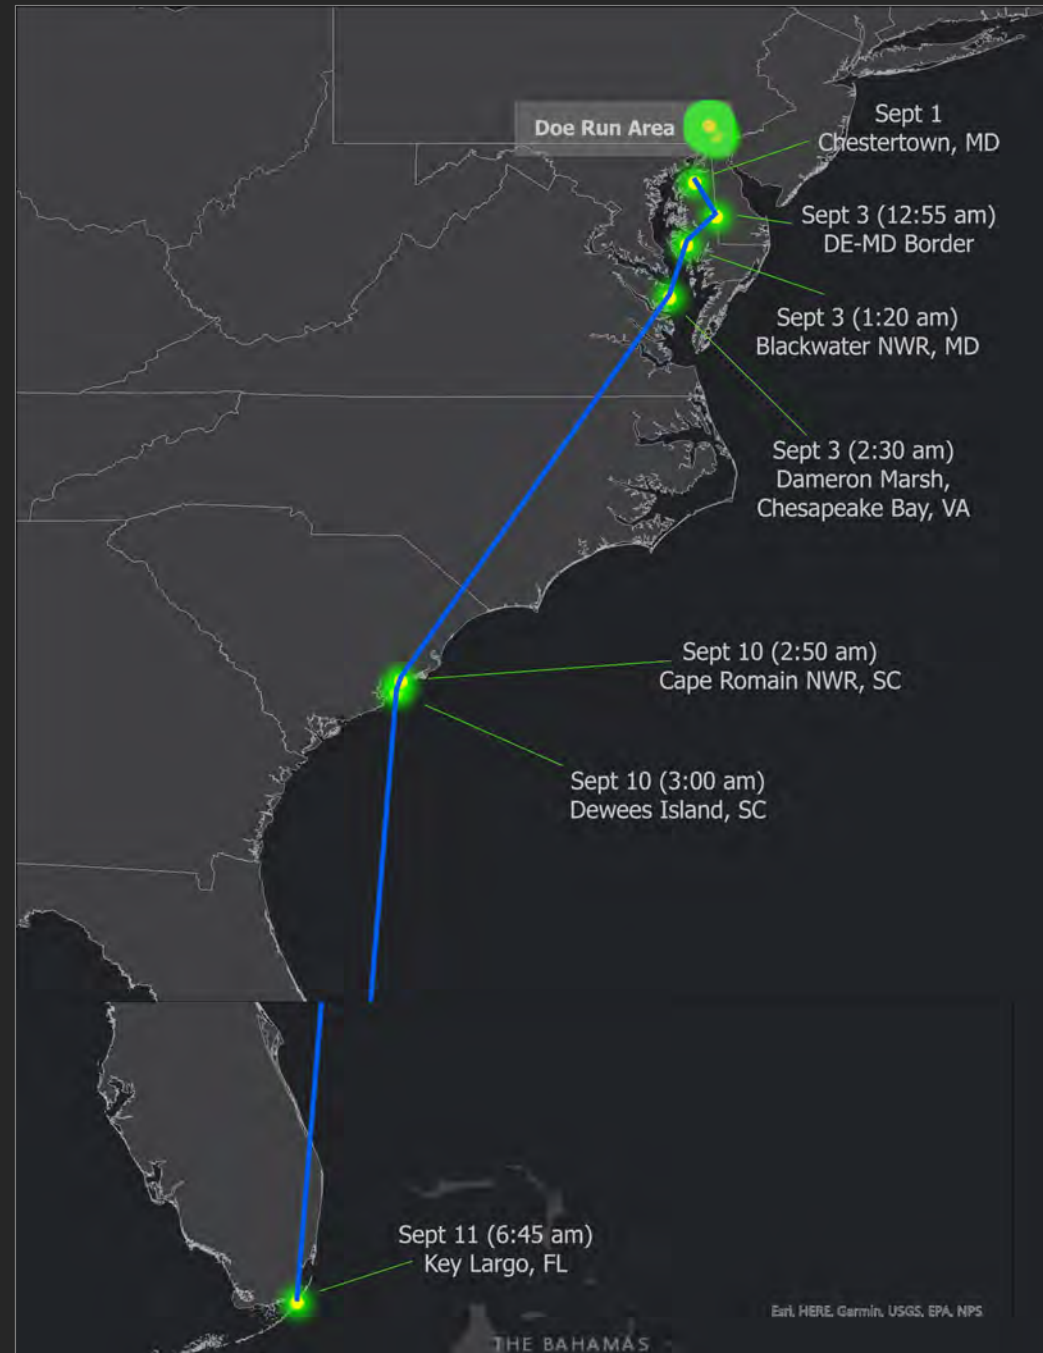 Doe Run Area
Sept 1
Chestertown, MD
Sept 3 (12:55 am)
DE-MD Border
Sept 3 (1:20 am)
Blackwater NWR, MD
Sept 3 (2:30 am)
Dameron Marsh,
Chesapeake Bay, VA
Sept 10 (2:50 am)
Cape Romain NWR, SC
Sept 10 (3:00 am)
Dewees Island, SC
Sept 11 (6:45 am)
Key Largo, FL
Esri, HERE, Garmin, USGS, EPA, NPS
THE BAHAMAS